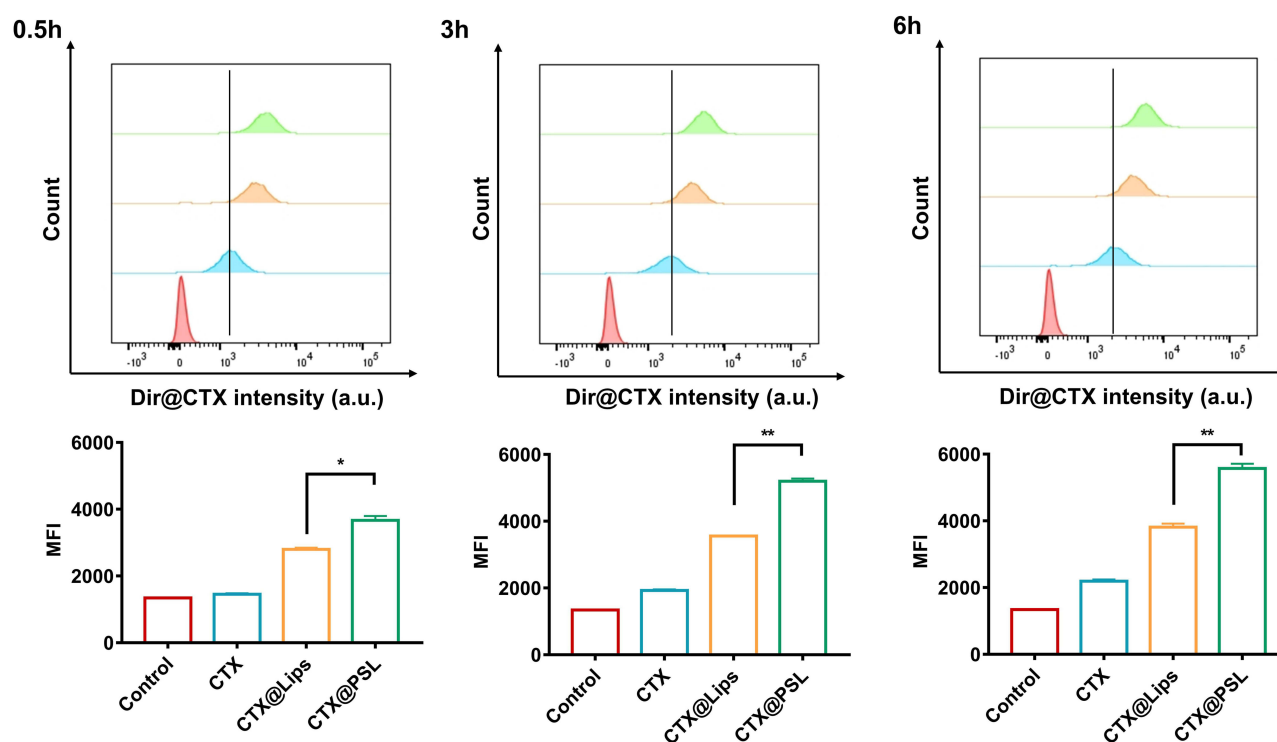 0.5h
3h
6h
Count
Count
Count
-10³ 0 10³ 10⁴ 10⁵
-10³ 0 10³ 10⁴ 10⁵
-10³ 0 10³ 10⁴ 10⁵
Dir@CTX intensity (a.u.)
Dir@CTX intensity (a.u.)
Dir@CTX intensity (a.u.)
MFI
6000
4000
2000
0
*
Control
CTX
CTX@Lips
CTX@PSL
MFI
6000
4000
2000
0
**
Control
CTX
CTX@Lips
CTX@PSL
MFI
6000
4000
2000
0
**
Control
CTX
CTX@Lips
CTX@PSL